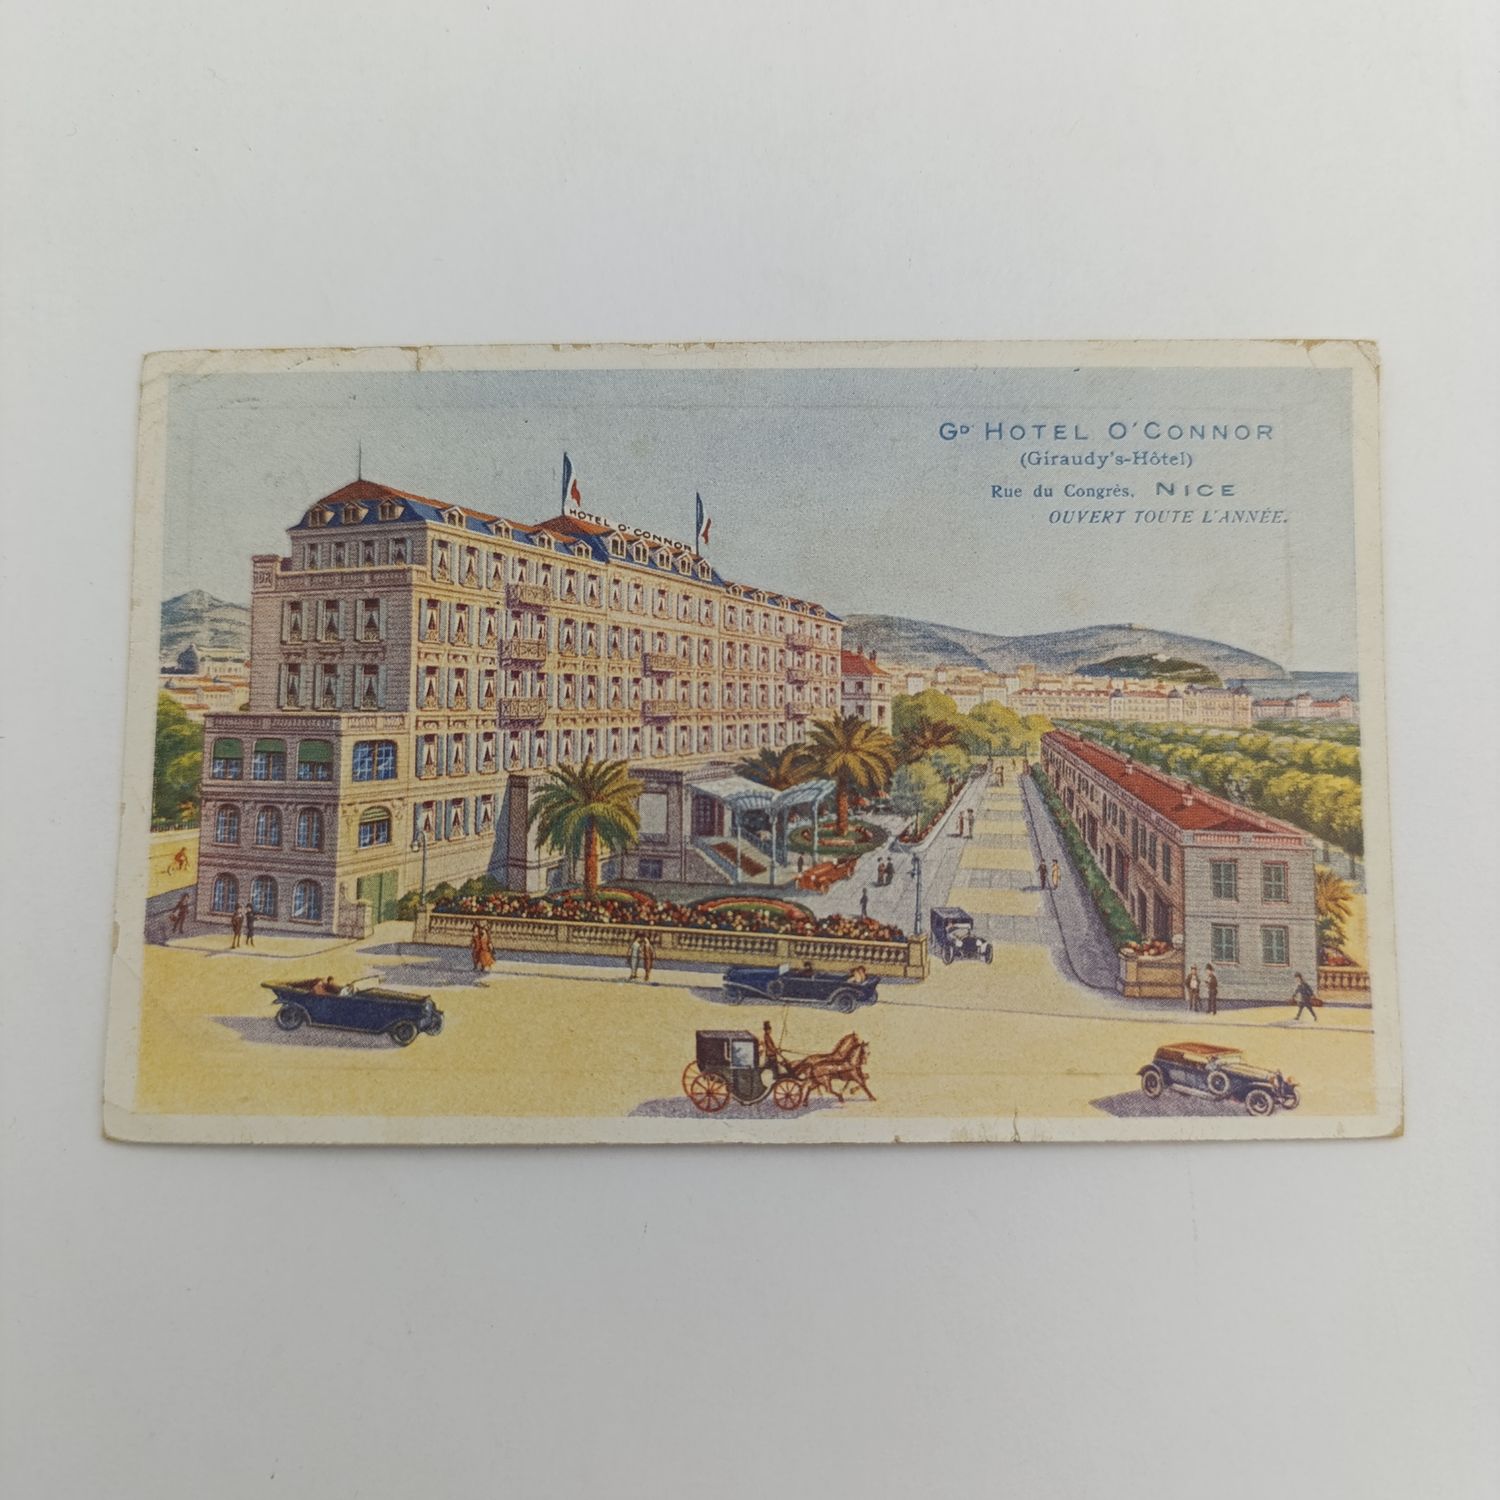 GD HOTEL O'CONNOR
(Giraudy's-Hôtel)
Rue du Congrès, NICE
OUVERT TOUTE L'ANNÉE.
HOTEL O'CONNOR